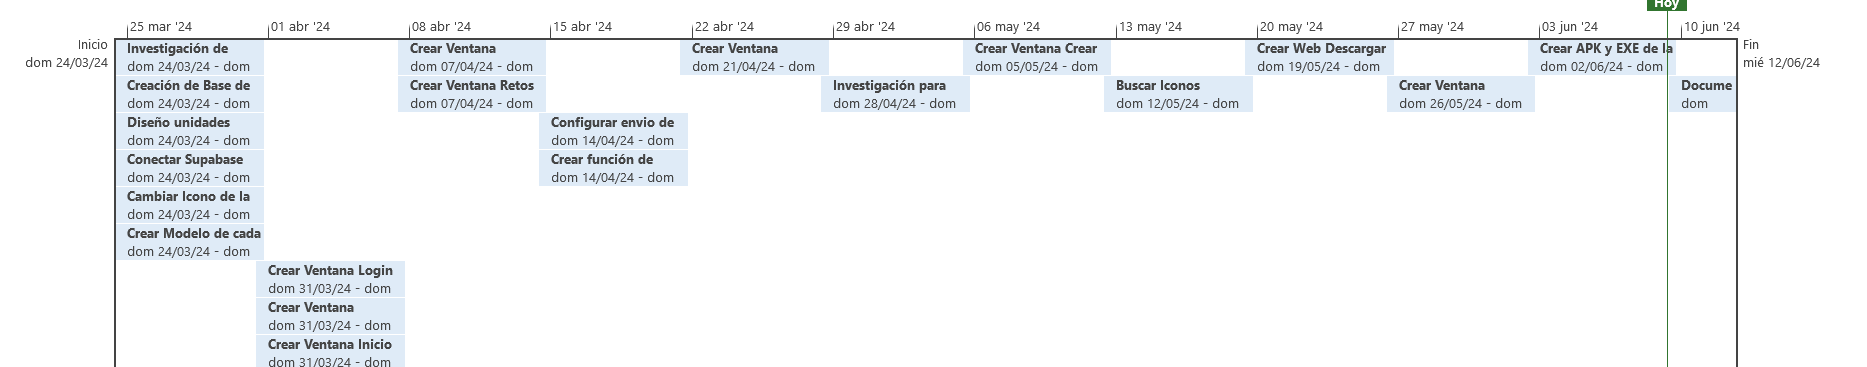 Hoy
25 mar '24
01 abr '24
08 abr '24
15 abr '24
22 abr '24
29 abr '24
06 may '24
13 may '24
20 may '24
27 may '24
03 jun '24
10 jun '24
Inicio
dom 24/03/24
Fin
mié 12/06/24
Investigación de
dom 24/03/24 - dom
Creación de Base de
dom 24/03/24 - dom
Diseño unidades
dom 24/03/24 - dom
Conectar Supabase
dom 24/03/24 - dom
Cambiar Icono de la
dom 24/03/24 - dom
Crear Modelo de cada
dom 24/03/24 - dom
Crear Ventana Login
dom 31/03/24 - dom
Crear Ventana
dom 31/03/24 - dom
Crear Ventana Inicio
dom 31/03/24 - dom
Crear Ventana
dom 07/04/24 - dom
Crear Ventana Retos
dom 07/04/24 - dom
Configurar envio de
dom 14/04/24 - dom
Crear función de
dom 14/04/24 - dom
Crear Ventana
dom 21/04/24 - dom
Investigación para
dom 28/04/24 - dom
Crear Ventana Crear
dom 05/05/24 - dom
Buscar Iconos
dom 12/05/24 - dom
Crear Web Descargar
dom 19/05/24 - dom
Crear Ventana
dom 26/05/24 - dom
Crear APK y EXE de la
dom 02/06/24 - dom
Docume
dom